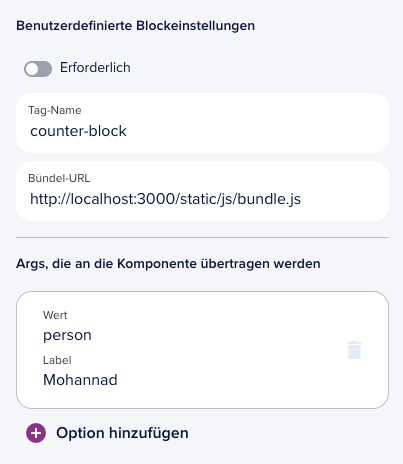 Benutzerdefinierte Blockeinstellungen
Erforderlich
Tag-Name
counter-block
Bündel-URL
http://localhost:3000/static/js/bundle.js
Args, die an die Komponente übertragen werden
Wert
person
Label
Mohannad
Option hinzufügen